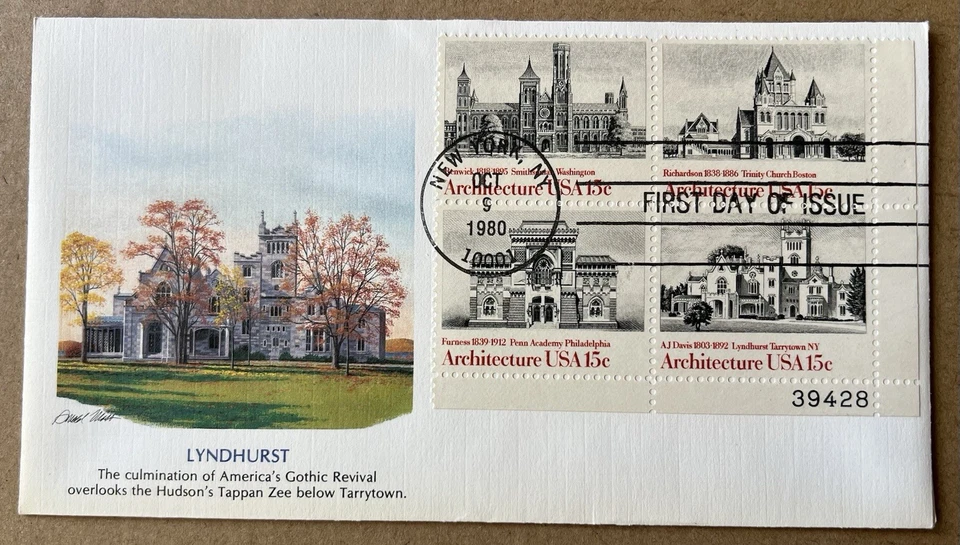 Renwick 1818-1895 Smithsonian Washington
Architecture USA 15c
Richardson 1838-1886 Trinity Church Boston
Architecture USA 15c
NEW YORK, NY
OCT
9
1980
10001
FIRST DAY OF ISSUE
Furness 1839-1912 Penn Academy Philadelphia
Architecture USA 15c
AJ Davis 1803-1892 Lyndhurst Tarrytown NY
Architecture USA 15c
39428
LYNDHURST
The culmination of America's Gothic Revival
overlooks the Hudson's Tappan Zee below Tarrytown.